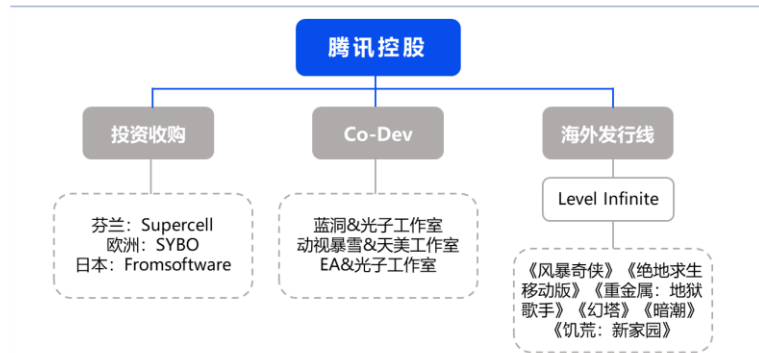 腾讯控股
投资收购
Co-Dev
海外发行线
芬兰：Supercell
欧洲：SYBO
日本：Fromsoftware
蓝洞&光子工作室
动视暴雪&天美工作室
EA&光子工作室
Level Infinite
《风暴奇侠》《绝地求生
移动版》《重金属：地狱
歌手》《幻塔》《暗潮》
《饥荒：新家园》